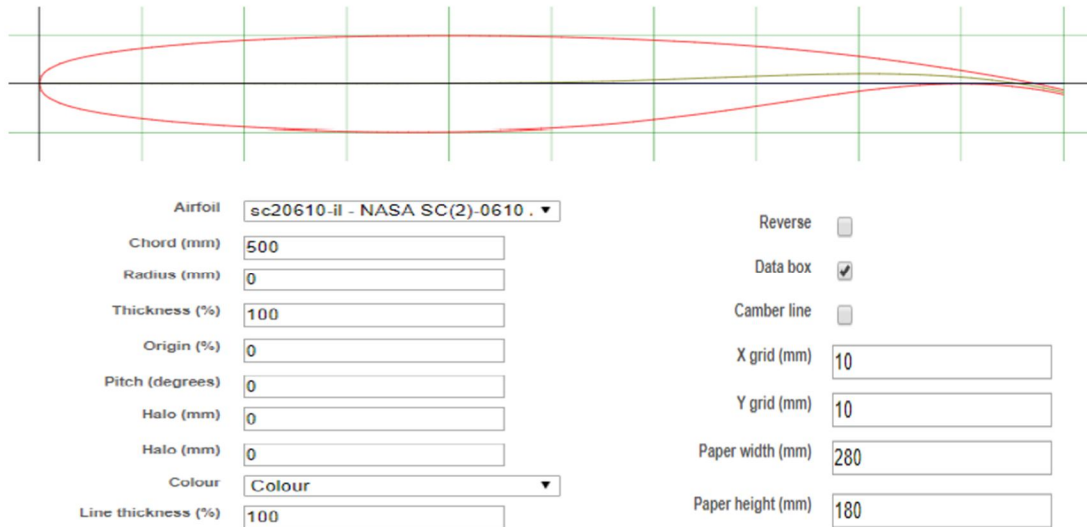 Airfoil sc20610-il - NASA SC(2)-0610 .
Chord (mm) 500
Radius (mm) 0
Thickness (%) 100
Origin (%) 0
Pitch (degrees) 0
Halo (mm) 0
Halo (mm) 0
Colour Colour
Line thickness (%) 100
Reverse
Data box
Camber line
X grid (mm) 10
Y grid (mm) 10
Paper width (mm) 280
Paper height (mm) 180